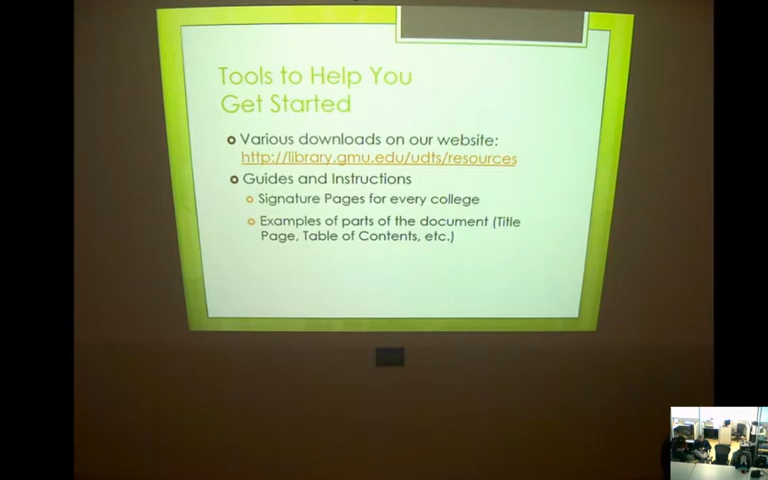 Tools to Help You
Get Started
Various downloads on our website:
http://library.gmu.edu/udts/resources
Guides and Instructions
Signature Pages for every college
Examples of parts of the document (Title
Page, Table of Contents, etc.)